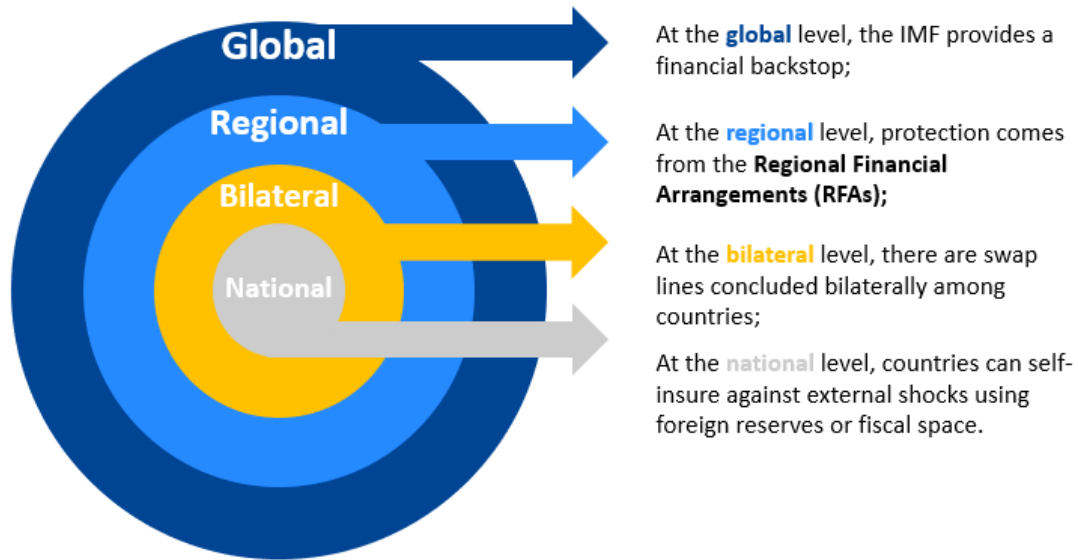 Global
At the global level, the IMF provides a
financial backstop;
Regional
At the regional level, protection comes
from the Regional Financial
Arrangements (RFAs);
Bilateral
At the bilateral level, there are swap
lines concluded bilaterally among
countries;
National
At the national level, countries can self-
insure against external shocks using
foreign reserves or fiscal space.